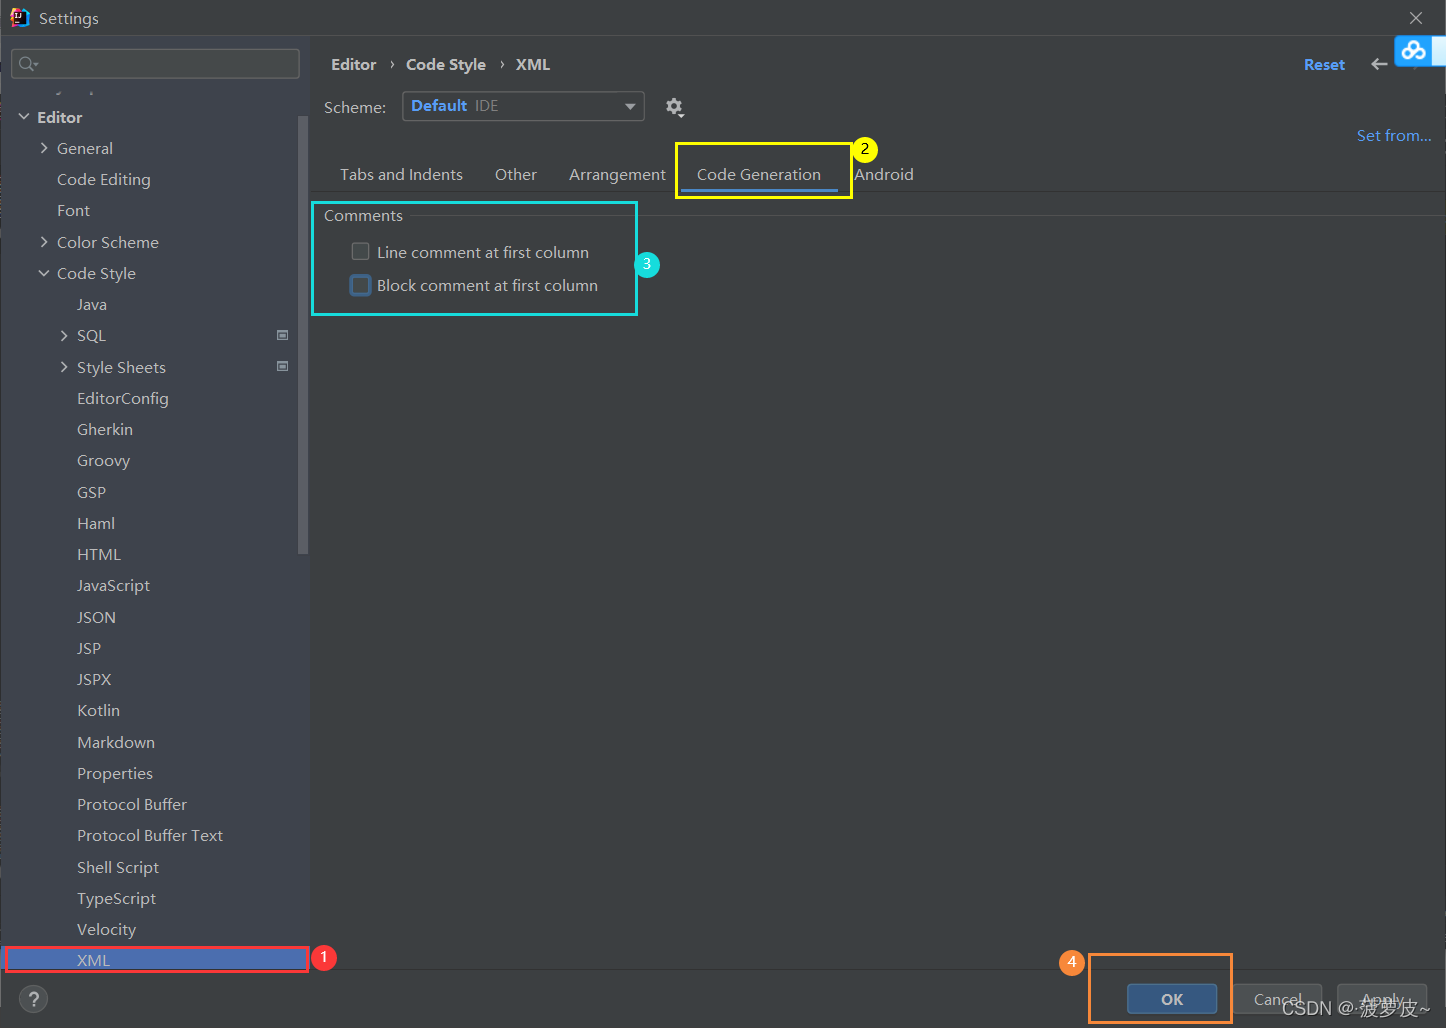 Settings
Editor › Code Style › XML
Reset
Scheme: Default IDE
Set from...
Tabs and Indents Other Arrangement Code Generation Android
2
Comments
Line comment at first column
Block comment at first column
3
Editor
General
Code Editing
Font
Color Scheme
Code Style
Java
SQL
Style Sheets
EditorConfig
Gherkin
Groovy
GSP
Haml
HTML
JavaScript
JSON
JSP
JSPX
Kotlin
Markdown
Properties
Protocol Buffer
Protocol Buffer Text
Shell Script
TypeScript
Velocity
XML
1
4
?
OK Cancel Apply
CSDN @·菠萝皮~